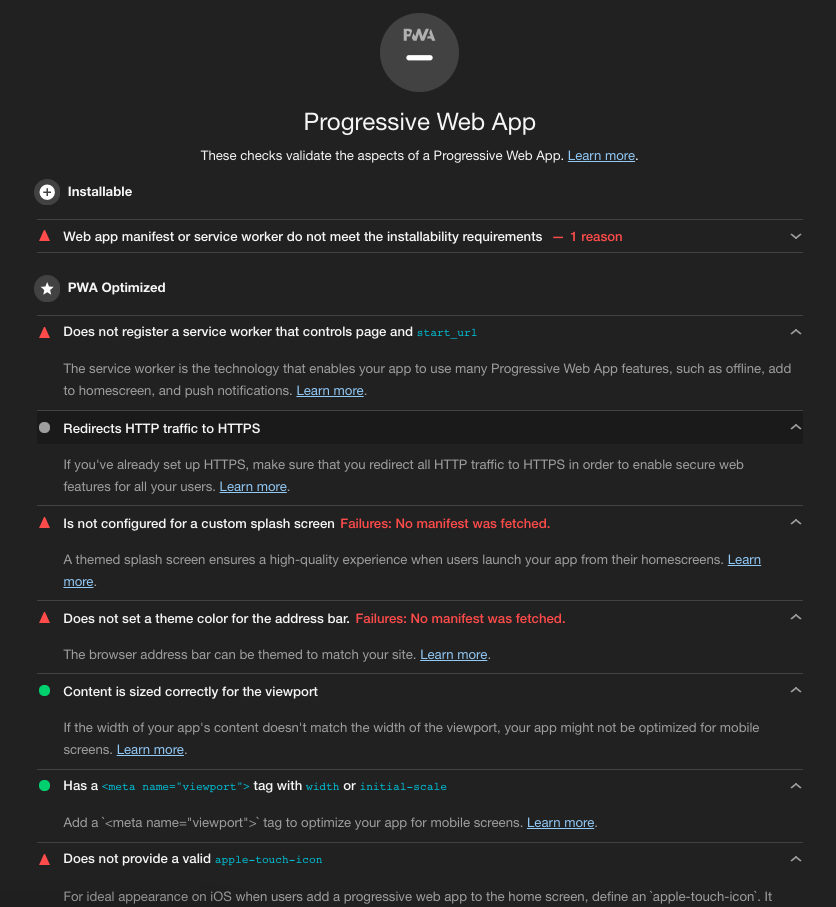 PWA
Progressive Web App
These checks validate the aspects of a Progressive Web App. Learn more.
Installable
Web app manifest or service worker do not meet the installability requirements — 1 reason
PWA Optimized
Does not register a service worker that controls page and start_url
The service worker is the technology that enables your app to use many Progressive Web App features, such as offline, add
to homescreen, and push notifications. Learn more.
Redirects HTTP traffic to HTTPS
If you've already set up HTTPS, make sure that you redirect all HTTP traffic to HTTPS in order to enable secure web
features for all your users. Learn more.
Is not configured for a custom splash screen Failures: No manifest was fetched.
A themed splash screen ensures a high-quality experience when users launch your app from their homescreens. Learn
more.
Does not set a theme color for the address bar. Failures: No manifest was fetched.
The browser address bar can be themed to match your site. Learn more.
Content is sized correctly for the viewport
If the width of your app's content doesn't match the width of the viewport, your app might not be optimized for mobile
screens. Learn more.
Has a <meta name="viewport"> tag with width or initial-scale
Add a `<meta name="viewport">` tag to optimize your app for mobile screens. Learn more.
Does not provide a valid apple-touch-icon
For ideal appearance on iOS when users add a progressive web app to the home screen, define an `apple-touch-icon`. It